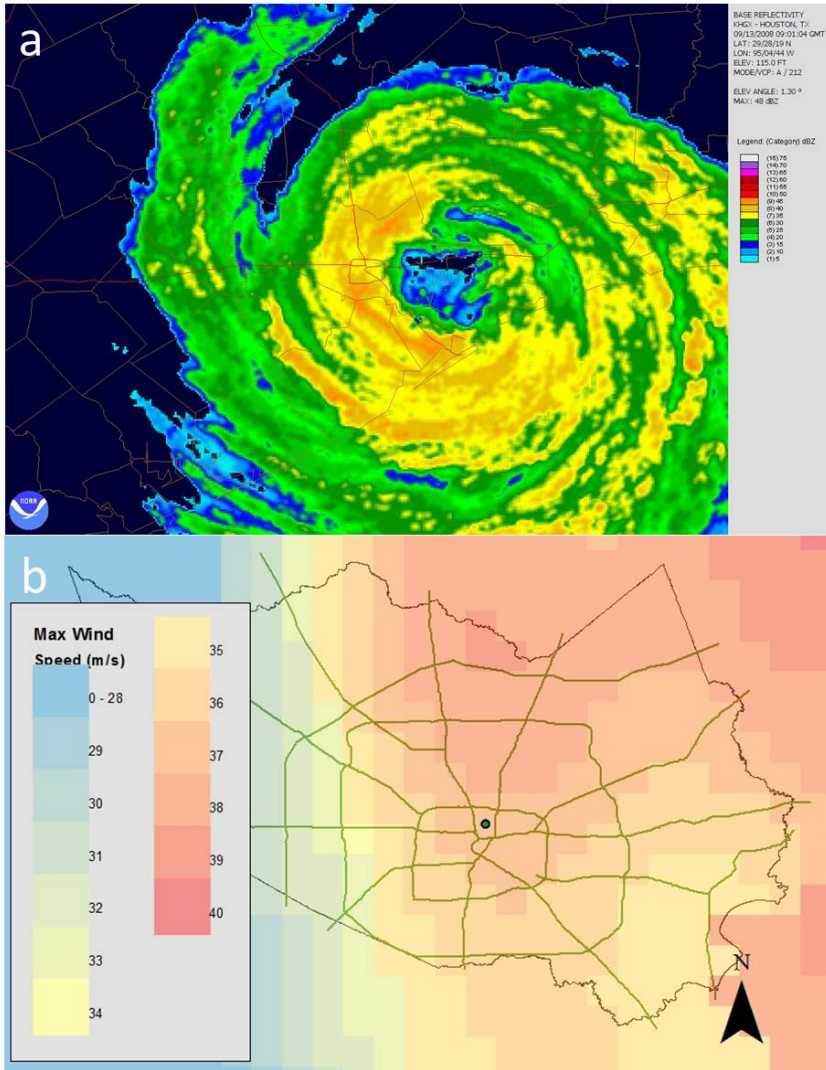 a
BASE REFLECTIVITY
KHGX - HOUSTON, TX
09/13/2008 09:01:04 GMT
LAT: 29/28/19 N
LON: 95/04/44 W
ELEV: 115.0 FT
MODE/VCP: A / 212
ELEV ANGLE: 1.30 °
MAX: 48 dBZ
Legend: (Category) dBZ
(15) 75
(14) 70
(13) 65
(12) 60
(11) 55
(10) 50
(9) 45
(8) 40
(7) 35
(6) 30
(5) 25
(4) 20
(3) 15
(2) 10
(1) 5
NOAA
b
Max Wind
Speed (m/s)
0 - 28
29
30
31
32
33
34
35
36
37
38
39
40
N